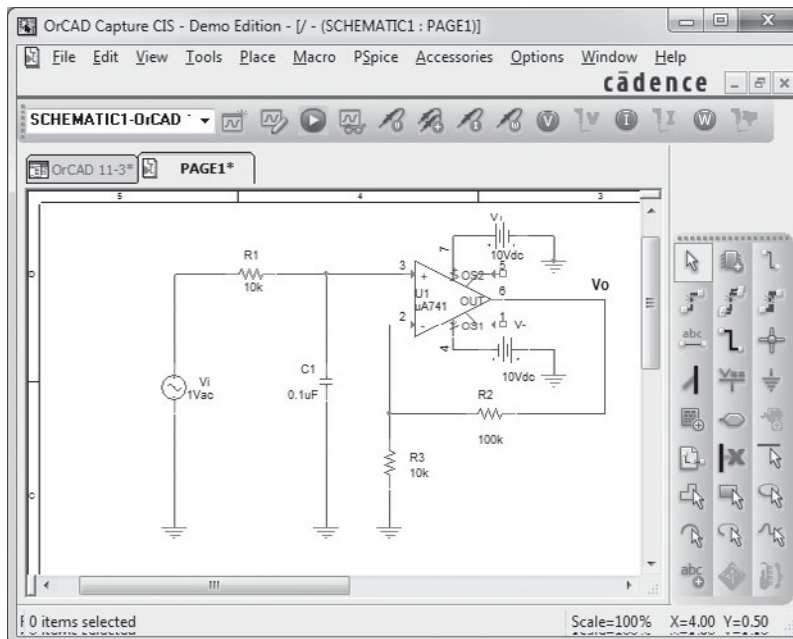 OrCAD Capture CIS - Demo Edition - [/ - (SCHEMATIC1 : PAGE1)]
File Edit View Tools Place Macro PSpice Accessories Options Window Help
cādence
SCHEMATIC1-OrCAD
OrCAD 11-3* PAGE1*
5 4 3
V+
10Vdc
7
5
OS2
R1
10k
3
+
U1
uA741
OUT
6
Vo
2
-
OS1
1
V-
4
10Vdc
Vi
1Vac
C1
0.1uF
R2
100k
R3
10k
D
C
abc
Vss
abc
0 items selected
Scale=100% X=4.00 Y=0.50